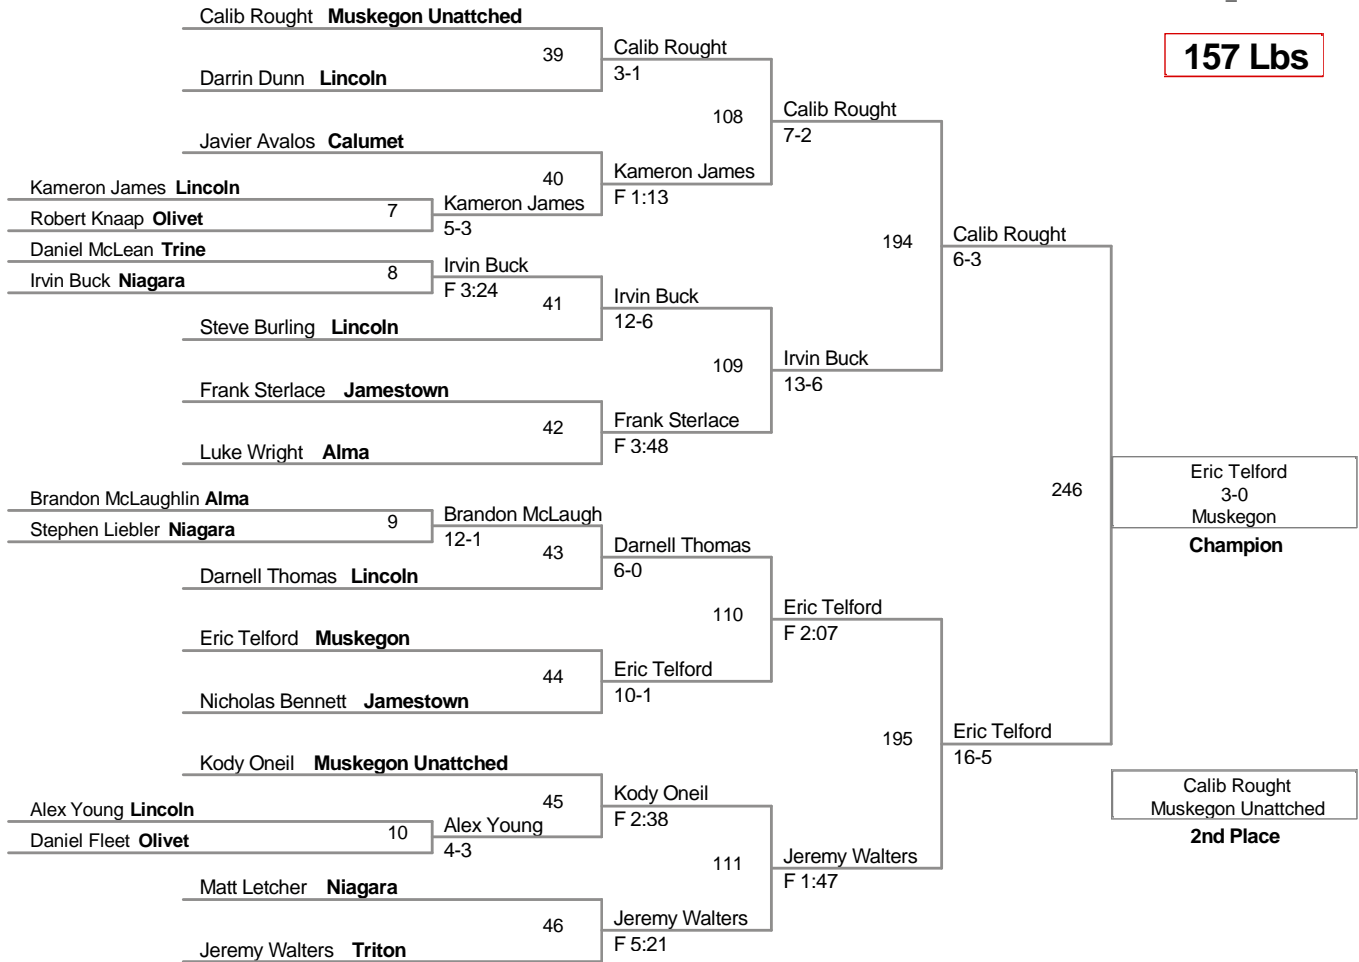 Calib Rought Muskegon Unattched
39
Calib Rought
3-1
157 Lbs
Darrin Dunn Lincoln
108
Calib Rought
7-2
Javier Avalos Calumet
40
Kameron James
F 1:13
Kameron James Lincoln
7
Kameron James
5-3
Robert Knaap Olivet
194
Calib Rought
6-3
Daniel McLean Trine
8
Irvin Buck
F 3:24
Irvin Buck Niagara
41
Irvin Buck
12-6
Steve Burling Lincoln
109
Irvin Buck
13-6
Frank Sterlace Jamestown
42
Frank Sterlace
F 3:48
Luke Wright Alma
246
Eric Telford
3-0
Muskegon
Champion
Brandon McLaughlin Alma
9
Brandon McLaugh
12-1
Stephen Liebler Niagara
43
Darnell Thomas
6-0
Darnell Thomas Lincoln
110
Eric Telford
F 2:07
Eric Telford Muskegon
44
Eric Telford
10-1
Nicholas Bennett Jamestown
195
Eric Telford
16-5
Kody Oneil Muskegon Unattched
45
Kody Oneil
F 2:38
Calib Rought
Muskegon Unattched
2nd Place
Alex Young Lincoln
10
Alex Young
4-3
Daniel Fleet Olivet
111
Jeremy Walters
F 1:47
Matt Letcher Niagara
46
Jeremy Walters
F 5:21
Jeremy Walters Triton